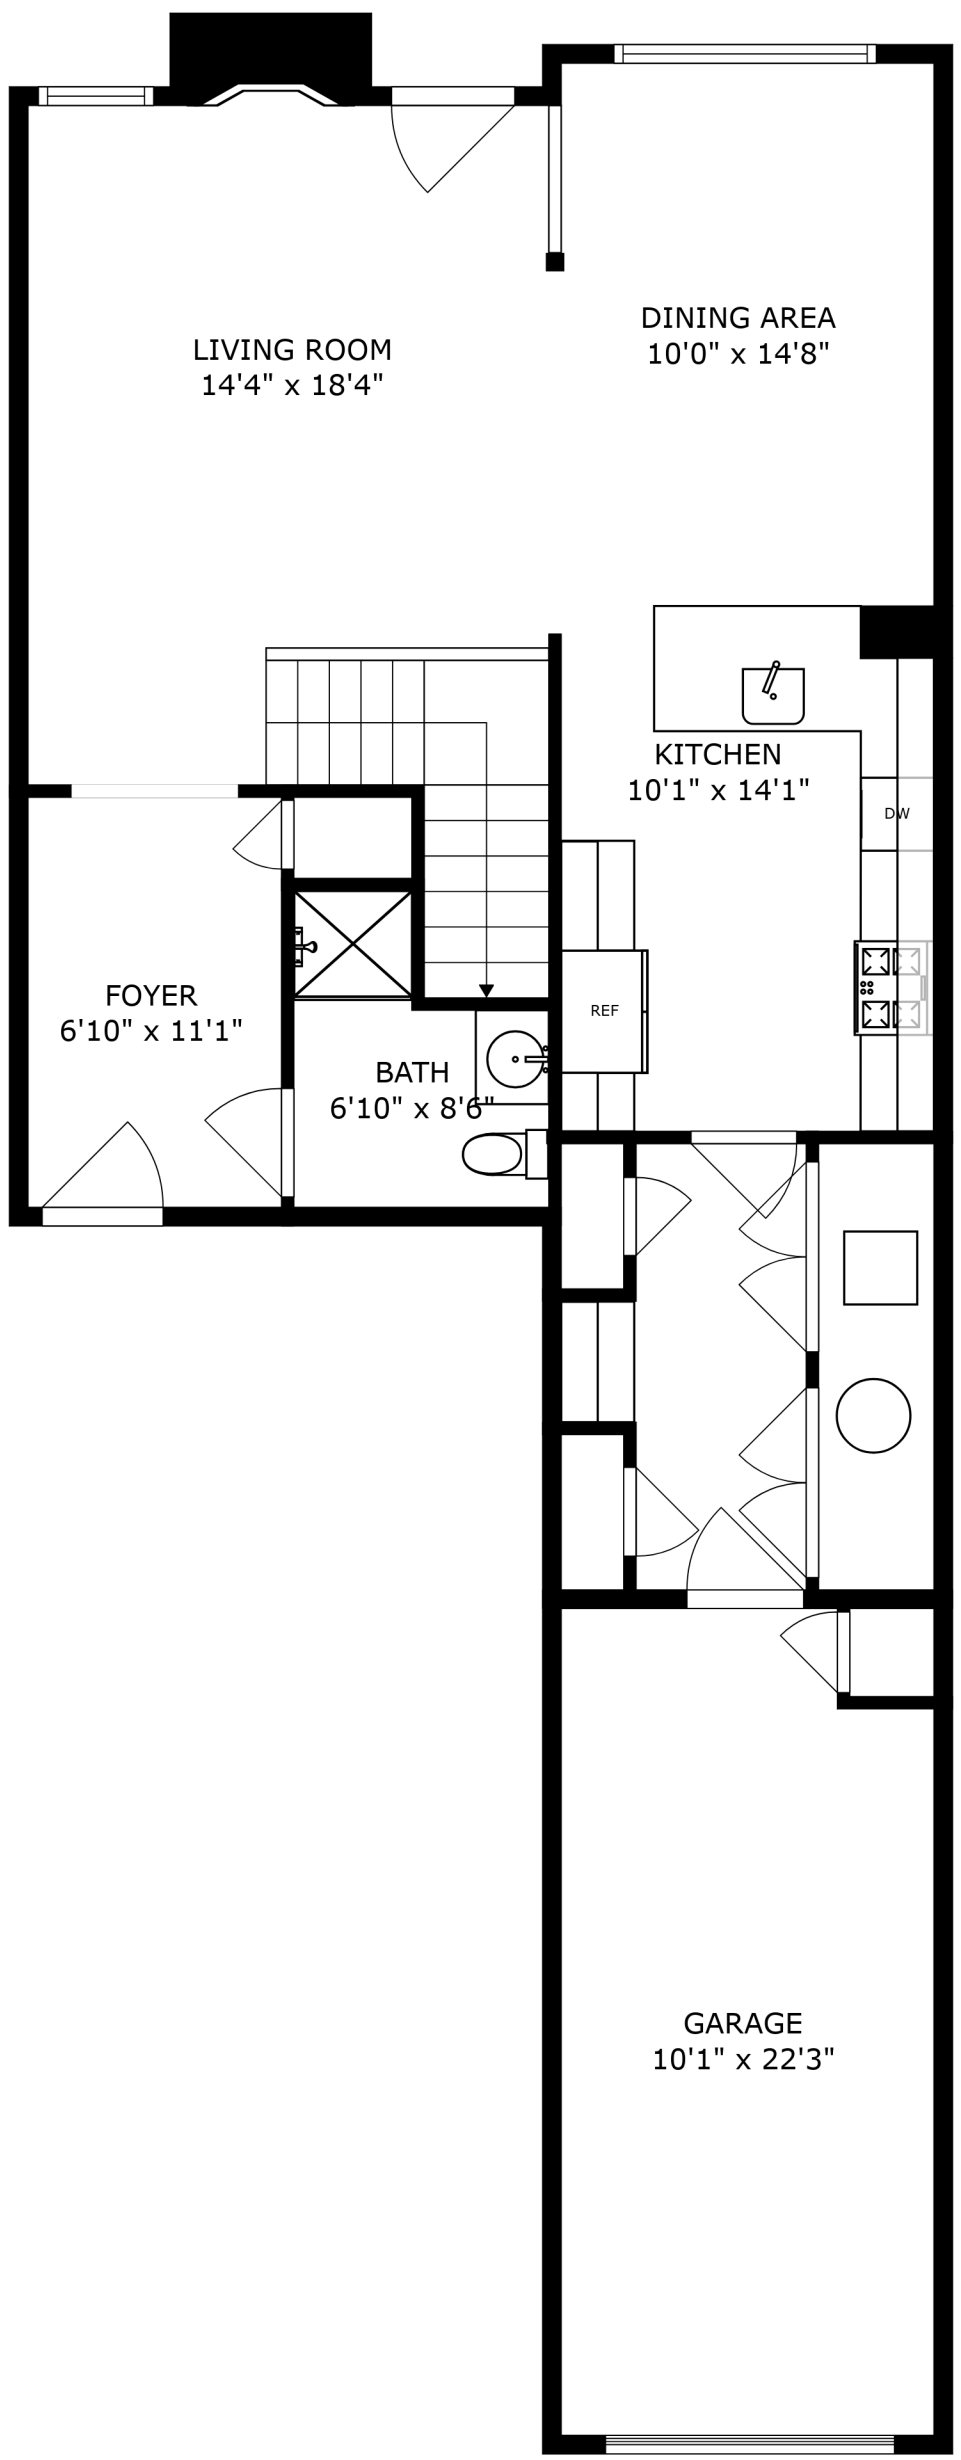 DINING AREA
10'0" x 14'8"
LIVING ROOM
14'4" x 18'4"
KITCHEN
10'1" x 14'1"
DW
FOYER
6'10" x 11'1"
REF
BATH
6'10" x 8'6"
GARAGE
10'1" x 22'3"